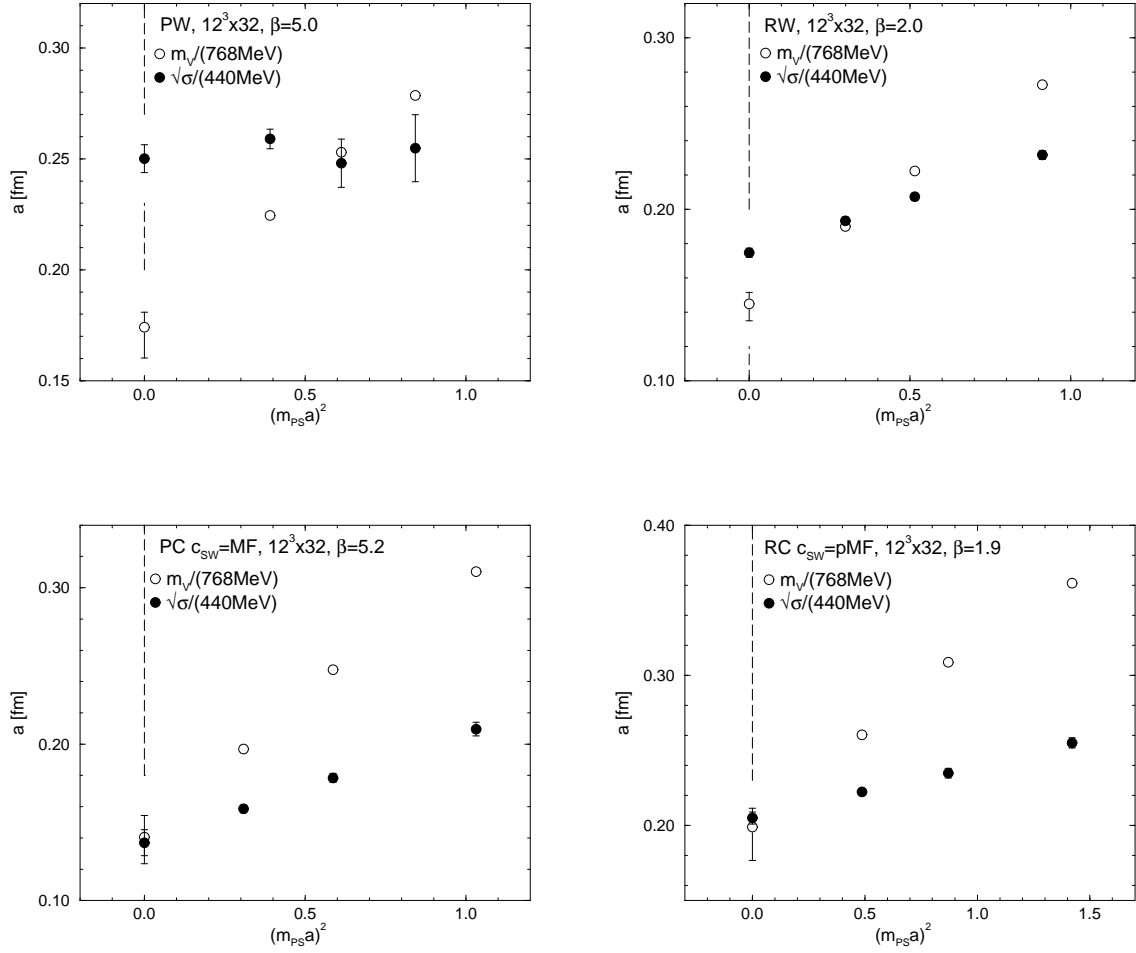 PW, 12³x32, β=5.0
m_V/(768MeV)
√σ/(440MeV)
0.30
0.25
0.20
0.15
a [fm]
0.0 0.5 1.0
(m_PS a)²
RW, 12³x32, β=2.0
m_V/(768MeV)
√σ/(440MeV)
0.30
0.20
0.10
a [fm]
0.0 0.5 1.0
(m_PS a)²
PC c_SW=MF, 12³x32, β=5.2
m_V/(768MeV)
√σ/(440MeV)
0.30
0.20
0.10
a [fm]
0.0 0.5 1.0
(m_PS a)²
RC c_SW=pMF, 12³x32, β=1.9
m_V/(768MeV)
√σ/(440MeV)
0.40
0.30
0.20
a [fm]
0.0 0.5 1.0 1.5
(m_PS a)²